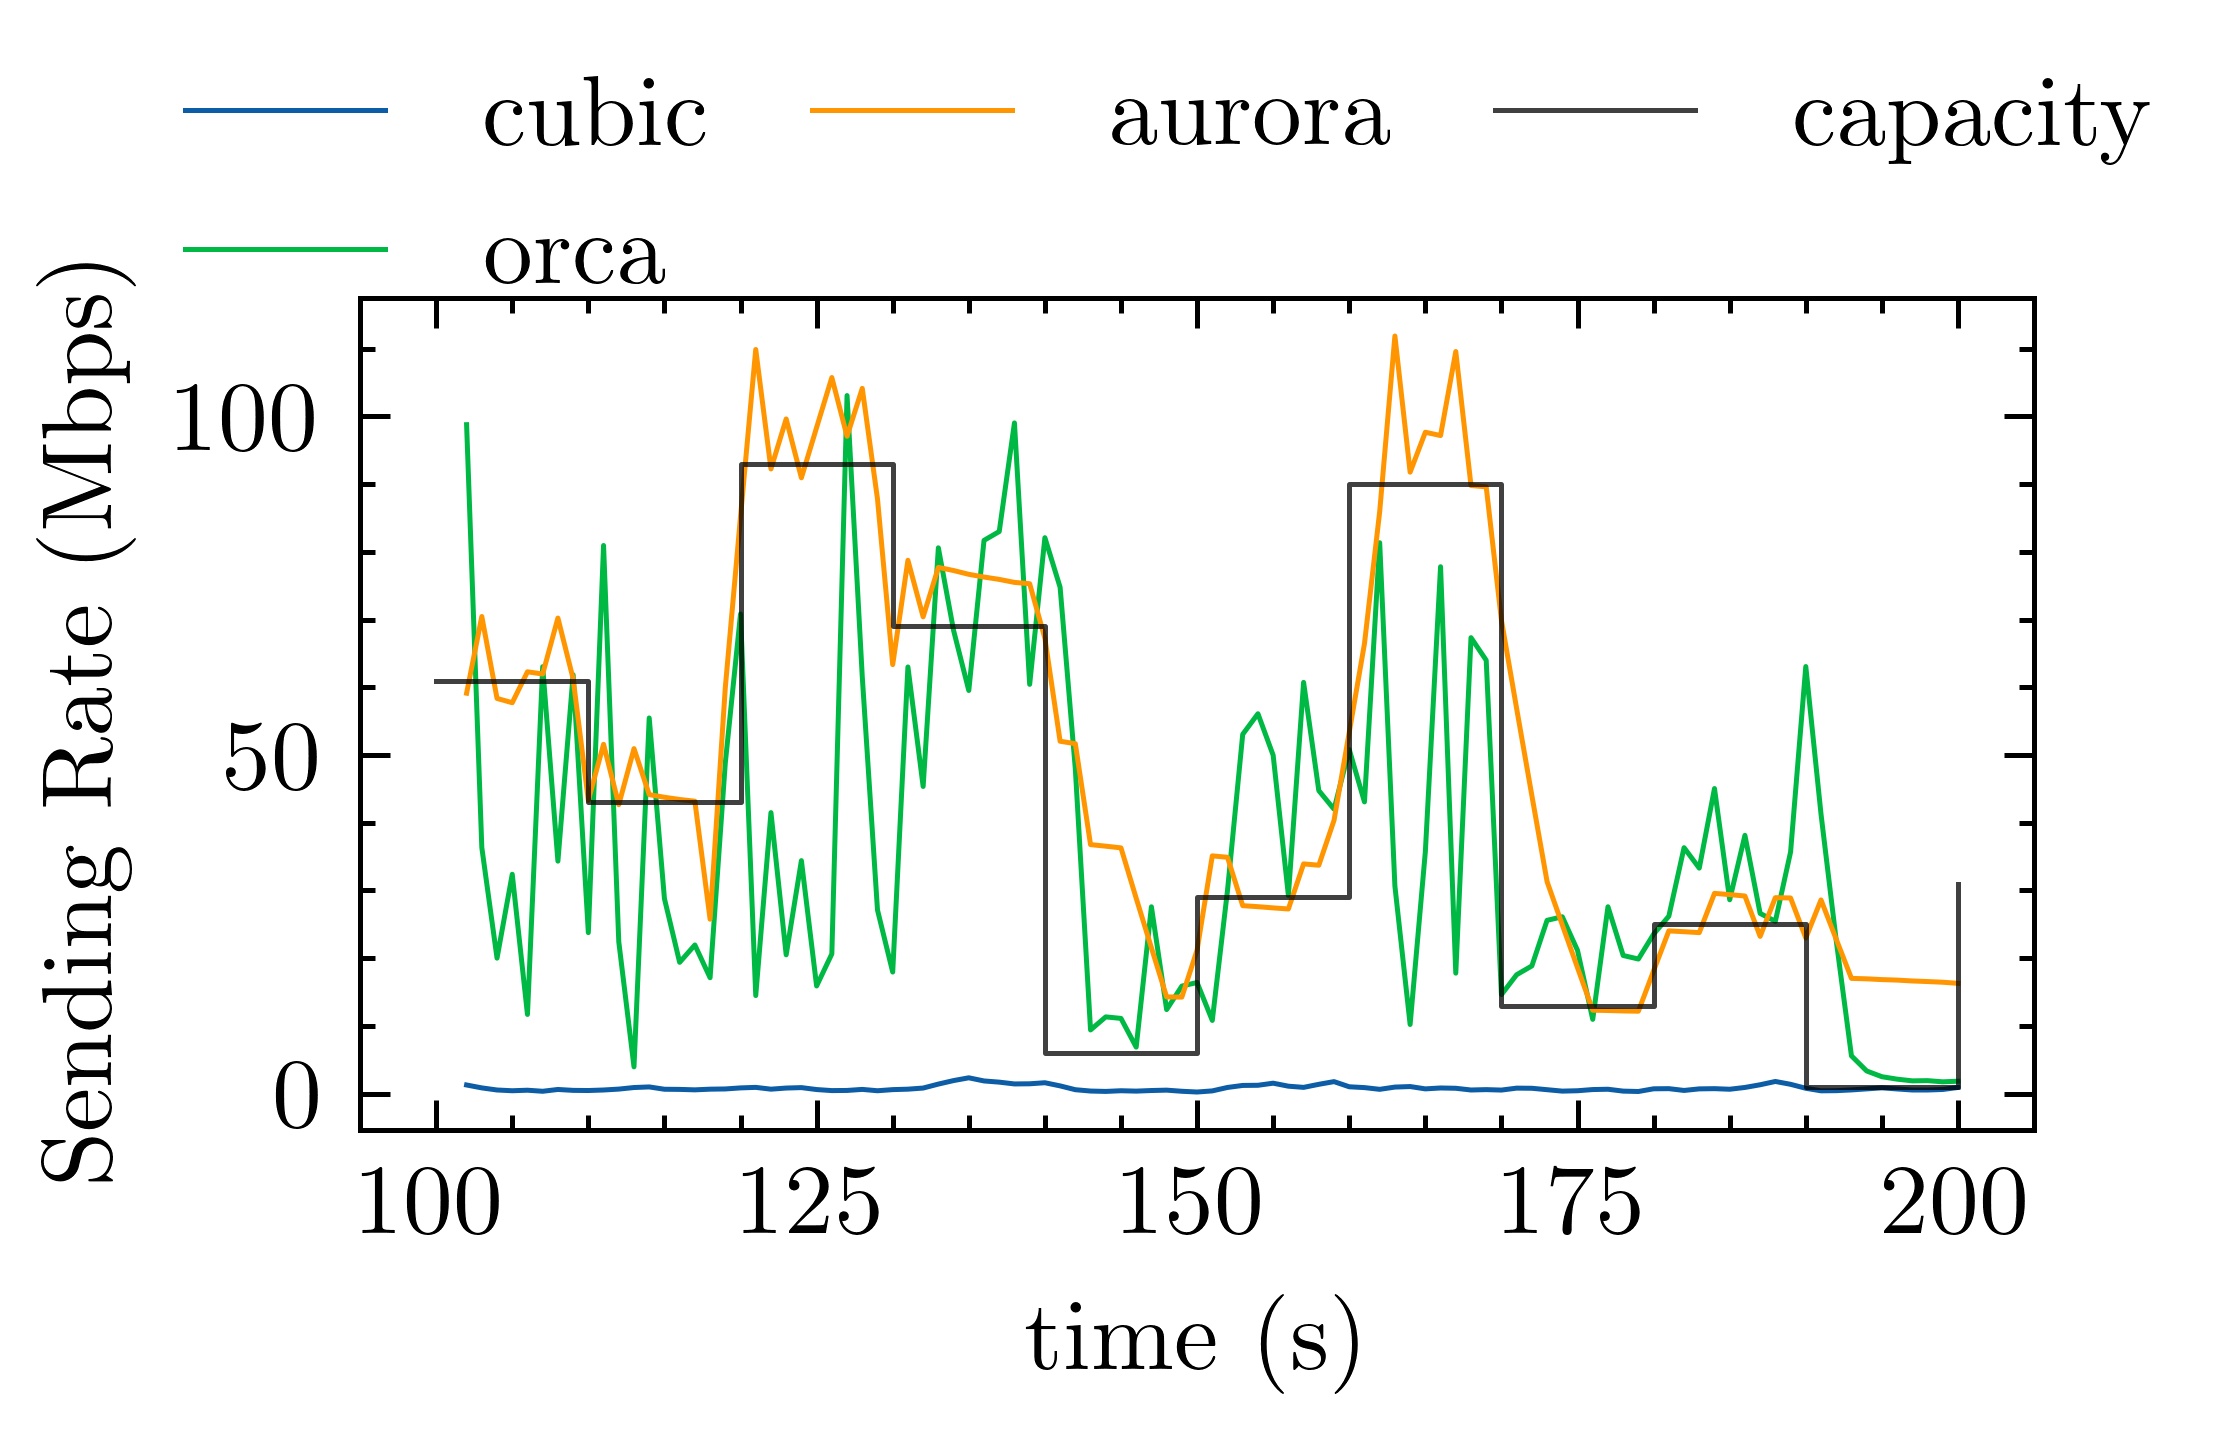 cubic aurora capacity
orca
Sending Rate (Mbps)
100
50
0
100 125 150 175 200
time (s)